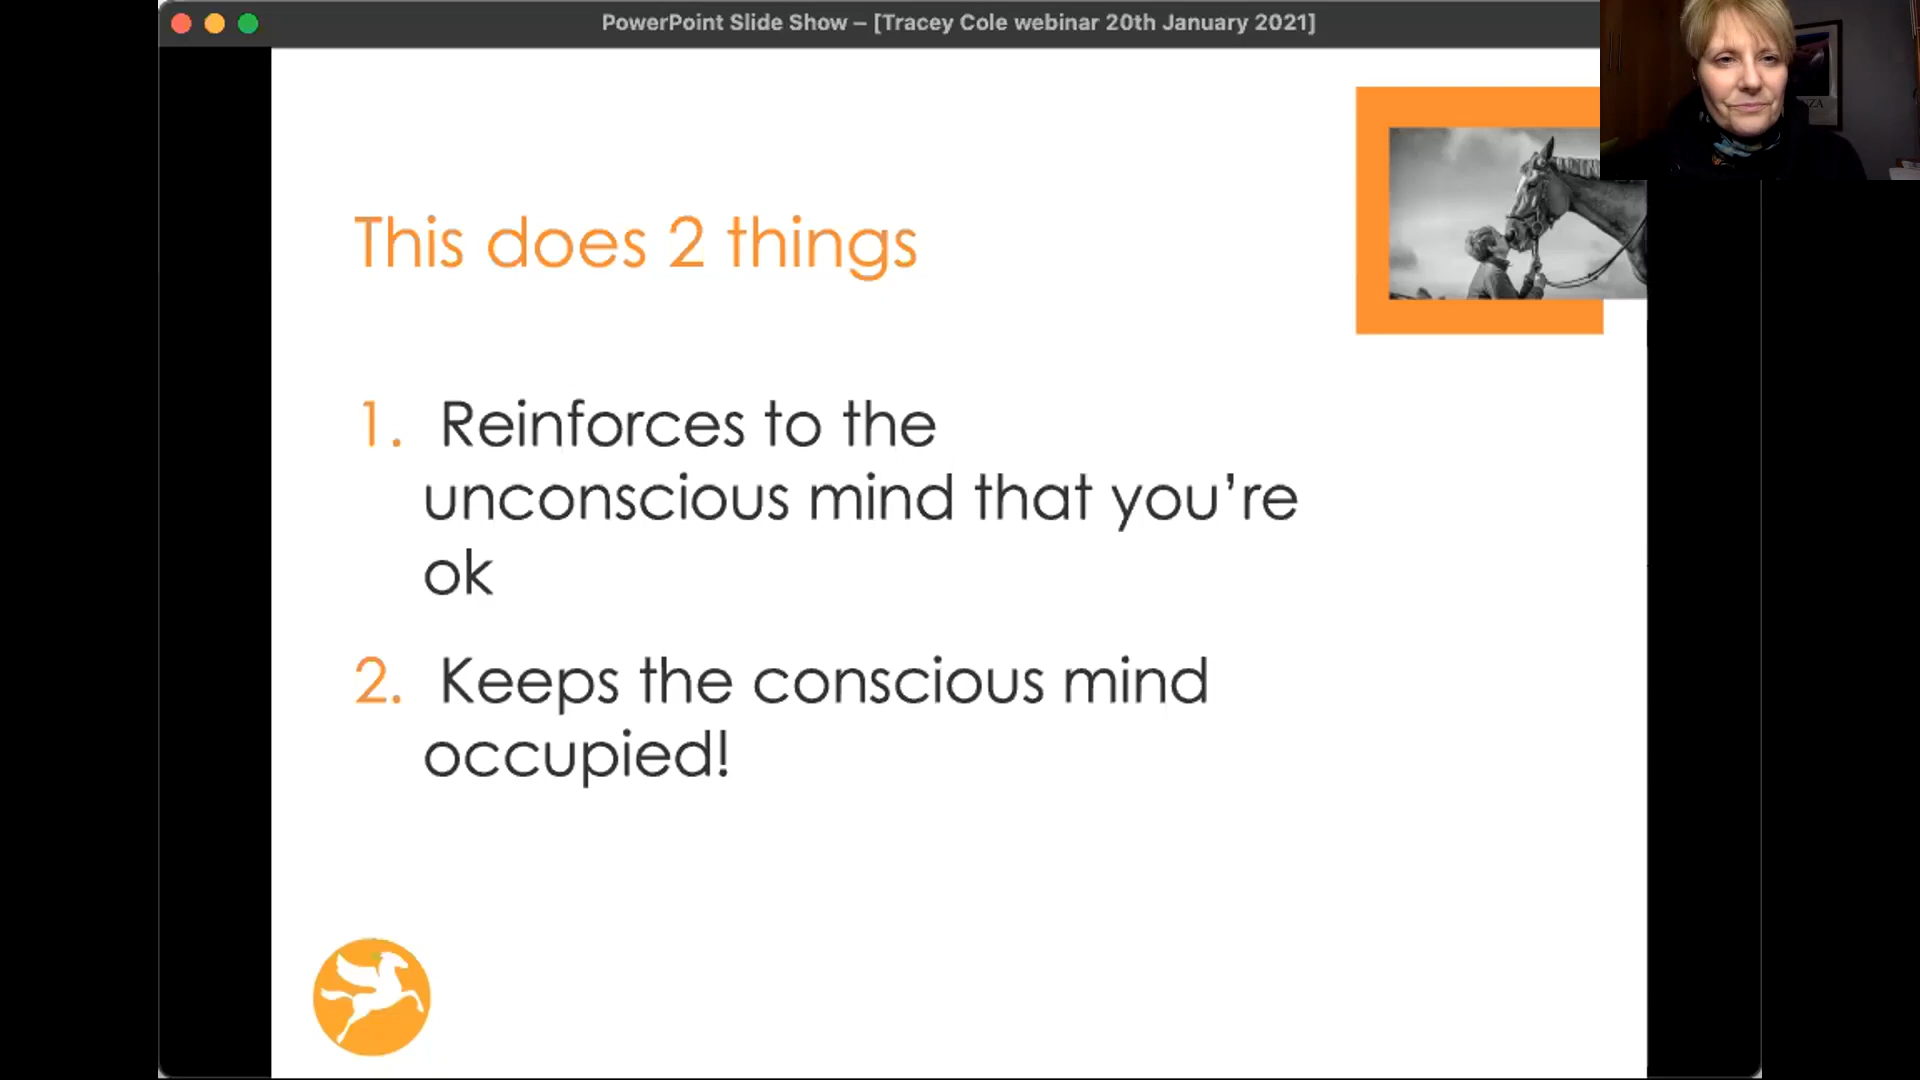 PowerPoint Slide Show – [Tracey Cole webinar 20th January 2021]
This does 2 things
1. Reinforces to the
unconscious mind that you’re
ok
2. Keeps the conscious mind
occupied!